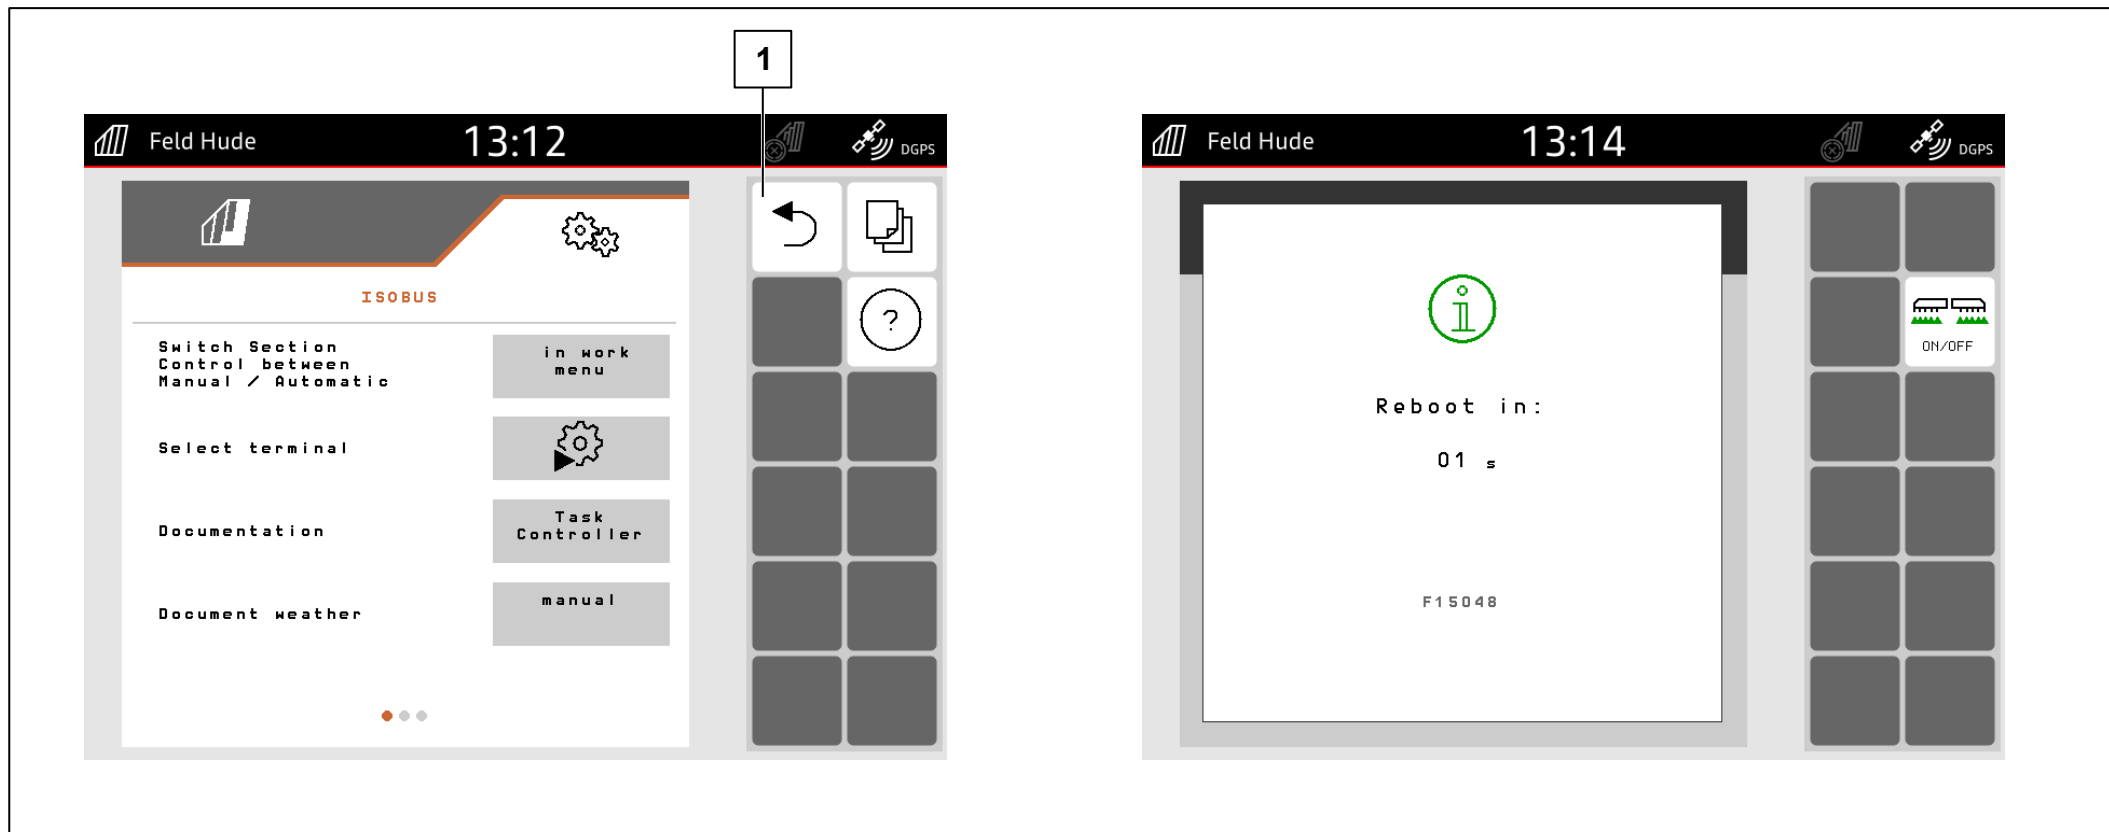 1
Feld Hude
13:12
DGPS
ISOBUS
Switch Section
Control between
Manual / Automatic
in work
menu
?
Select terminal
Documentation
Task
Controller
Document weather
manual
Feld Hude
13:14
DGPS
i
ON/OFF
Reboot in:
01 s
F15048